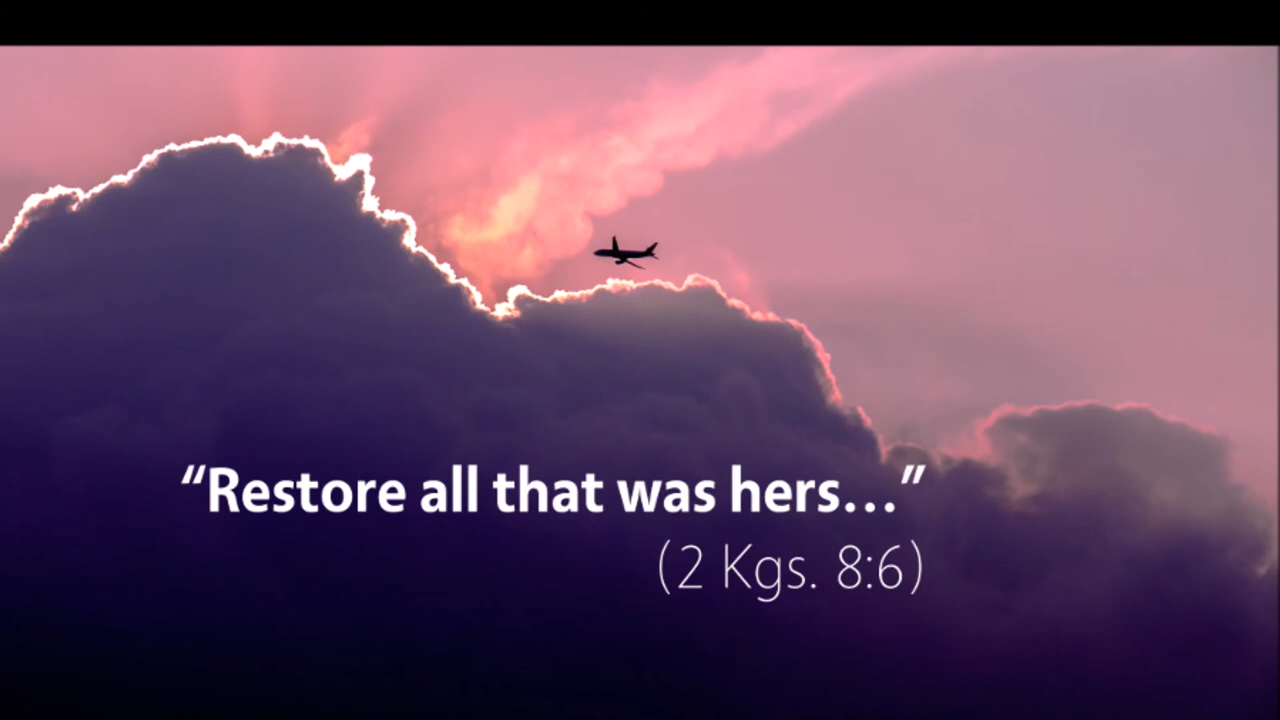 “Restore all that was hers...”
(2 Kgs. 8:6)